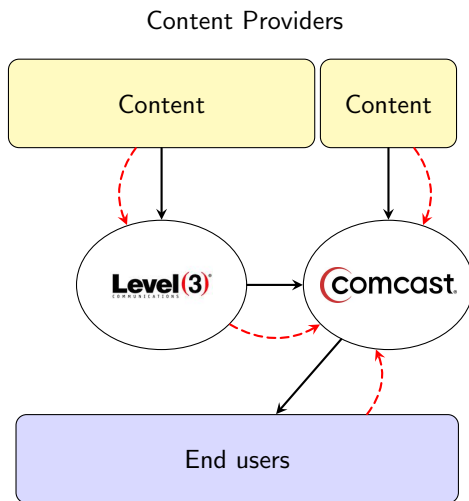 Content Providers
Content
Content
Level(3)®
COMMUNICATIONS
comcast®
End users